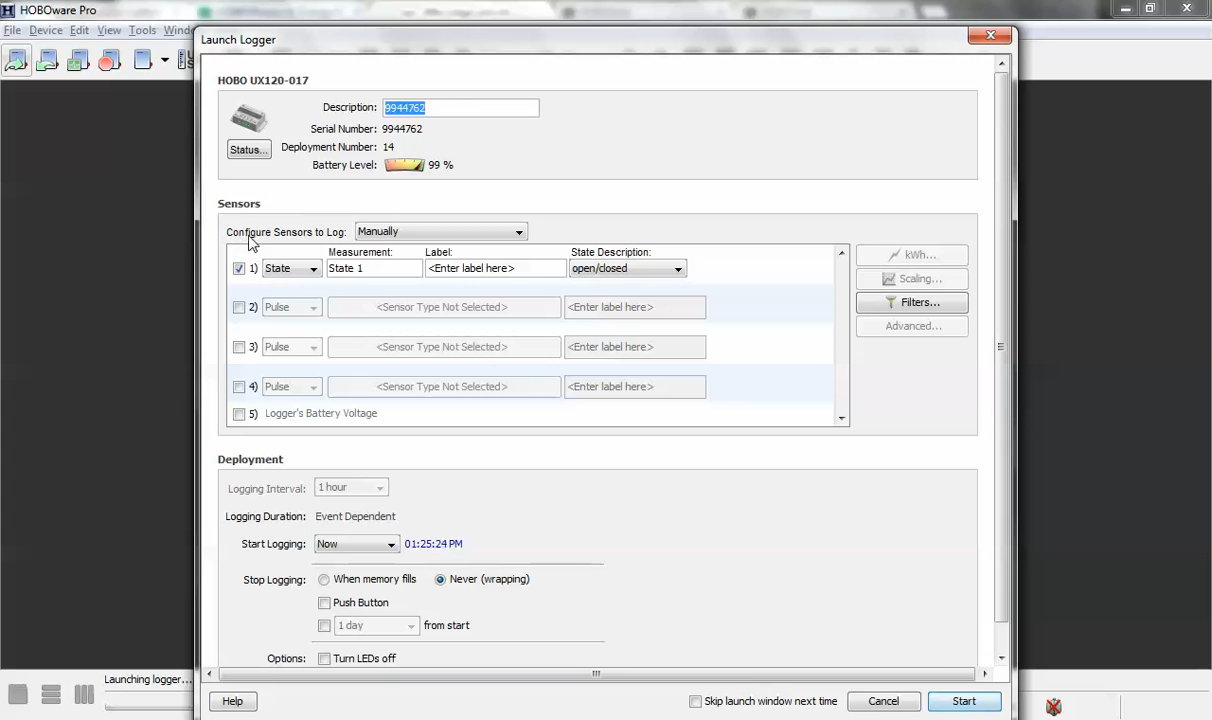 HOBOware Pro
File Device Edit View Tools Windo
Launch Logger
HOBO UX120-017
Description: 9944762
Serial Number: 9944762
Status... Deployment Number: 14
Battery Level: 99 %
Sensors
Configure Sensors to Log: Manually
Measurement: Label: State Description:
1) State State 1 <Enter label here> open/closed
kWh...
Scaling...
2) Pulse <Sensor Type Not Selected> <Enter label here>
Filters...
Advanced...
3) Pulse <Sensor Type Not Selected> <Enter label here>
4) Pulse <Sensor Type Not Selected> <Enter label here>
5) Logger's Battery Voltage
Deployment
Logging Interval: 1 hour
Logging Duration: Event Dependent
Start Logging: Now 01:25:24 PM
Stop Logging: When memory fills Never (wrapping)
Push Button
1 day from start
Options: Turn LEDs off
Launching logger...
Help Skip launch window next time Cancel Start